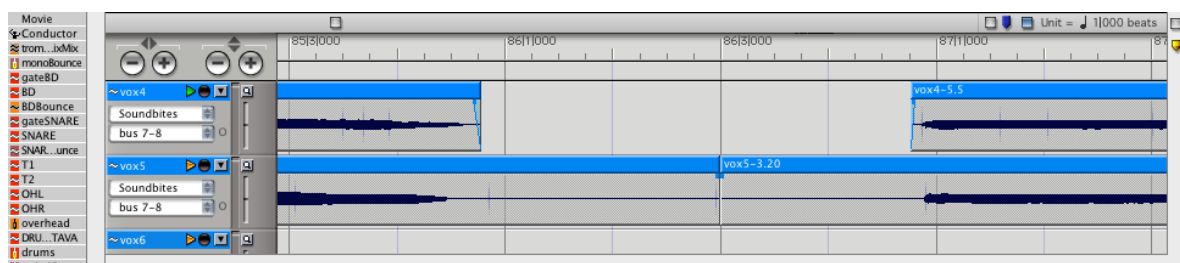 Movie
Conductor
trom...ixMix
monoBounce
gateBD
BD
BDBounce
gateSNARE
SNARE
SNAR...unce
T1
T2
OHL
OHR
overhead
DRU...TAVA
drums
Unit = 1|000 beats
85|3|000
86|1|000
86|3|000
87|1|000
87
vox4
Soundbites
bus 7-8
vox4-5.5
vox5
Soundbites
bus 7-8
vox5-3.20
vox6